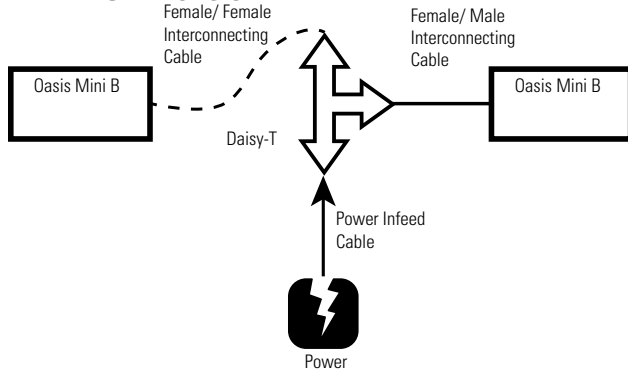 Female/ Female
Interconnecting
Cable
Female/ Male
Interconnecting
Cable
Oasis Mini B
Oasis Mini B
Daisy-T
Power Infeed
Cable
Power